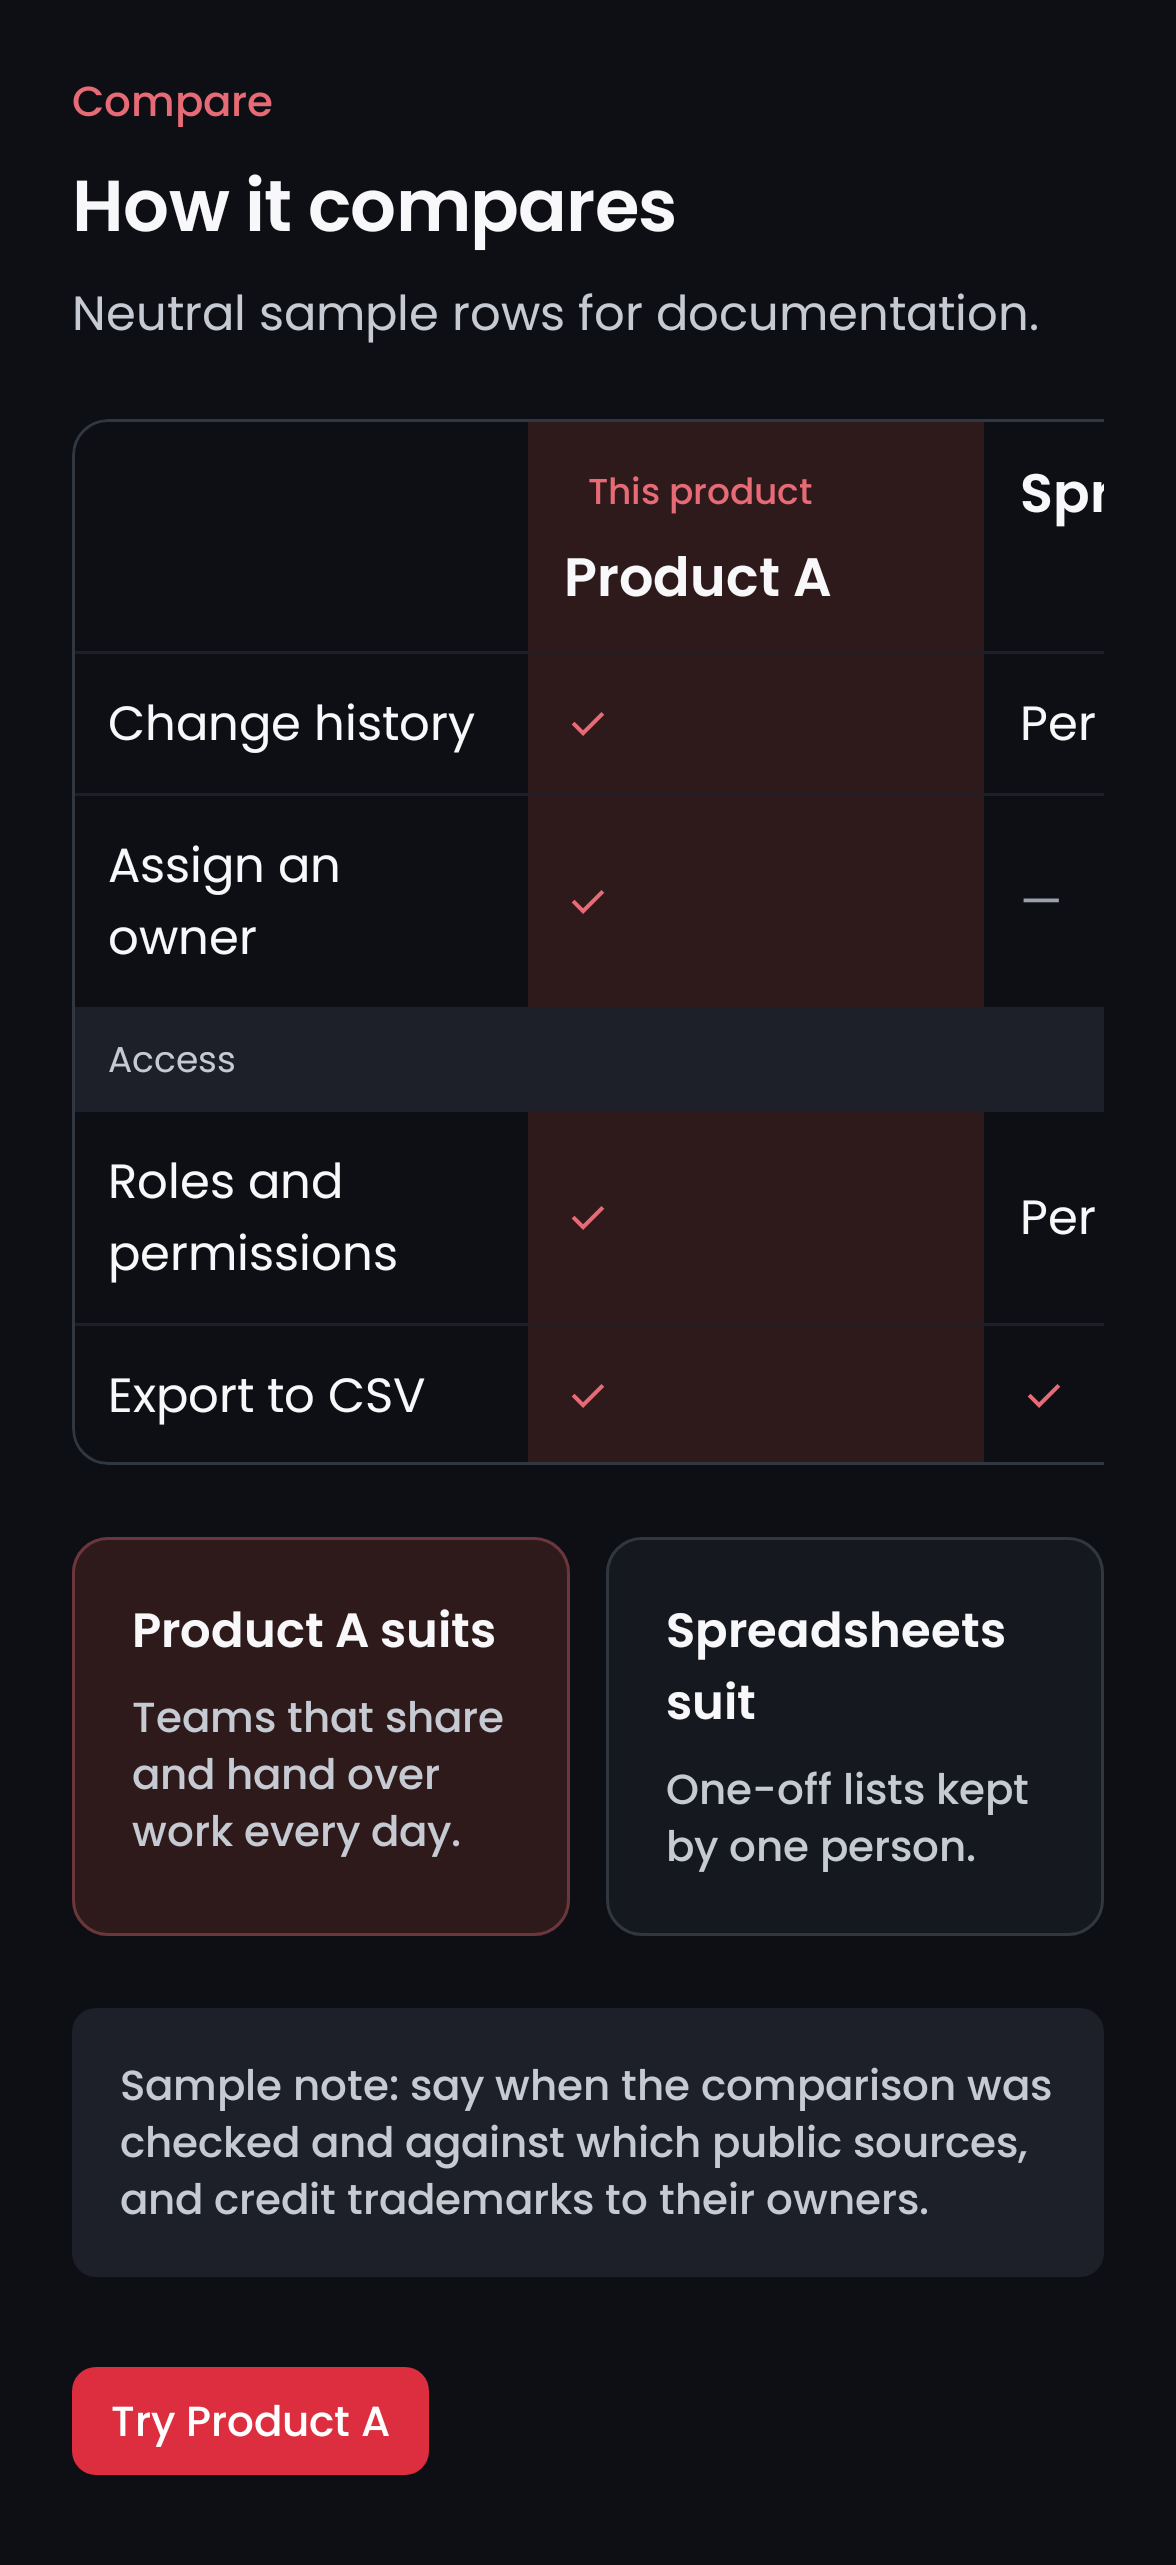 Compare
How it compares
Neutral sample rows for documentation.
This product
Product A
Change history
Per
Assign an
owner
Access
Roles and
permissions
Per
Export to CSV
Product A suits
Teams that share
and hand over
work every day.
Spreadsheets
suit
One-off lists kept
by one person.
Sample note: say when the comparison was
checked and against which public sources,
and credit trademarks to their owners.
Try Product A